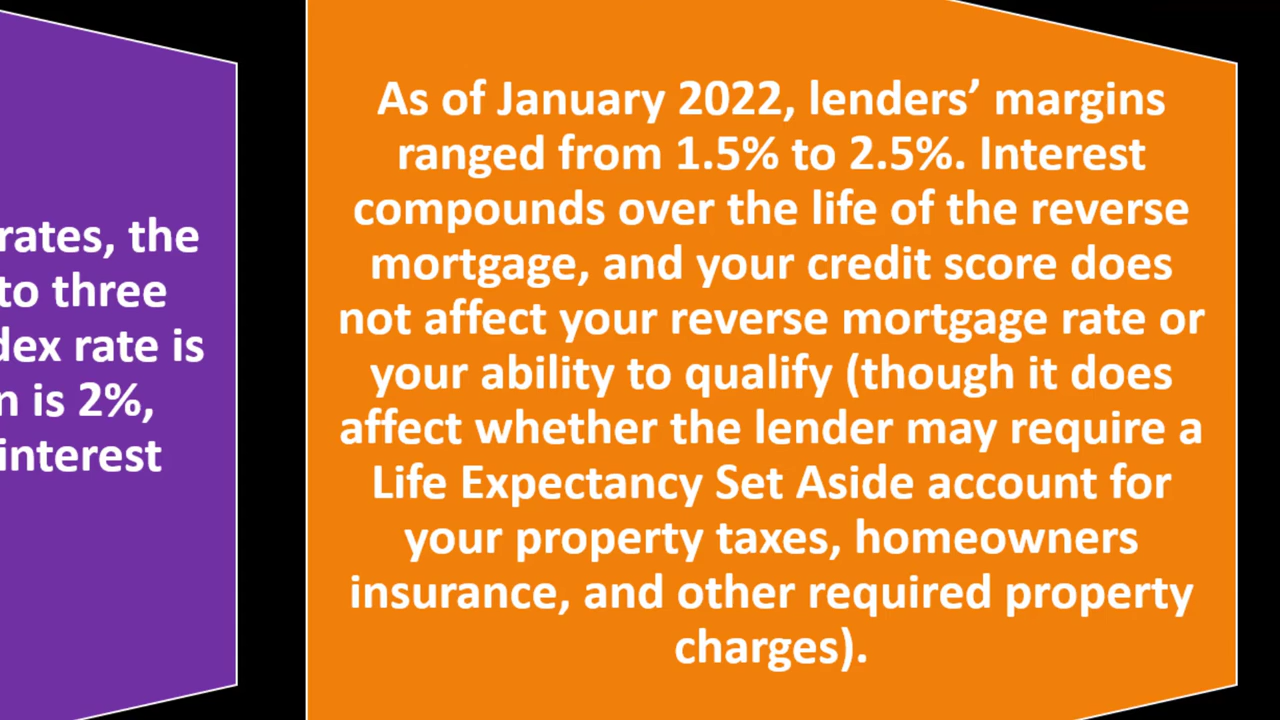 rates, the
to three
rate is
is 2%,
interest
As of January 2022, lenders’ margins
ranged from 1.5% to 2.5%. Interest
compounds over the life of the reverse
mortgage, and your credit score does
not affect your reverse mortgage rate or
your ability to qualify (though it does
affect whether the lender may require a
Life Expectancy Set Aside account for
your property taxes, homeowners
insurance, and other required property
charges).